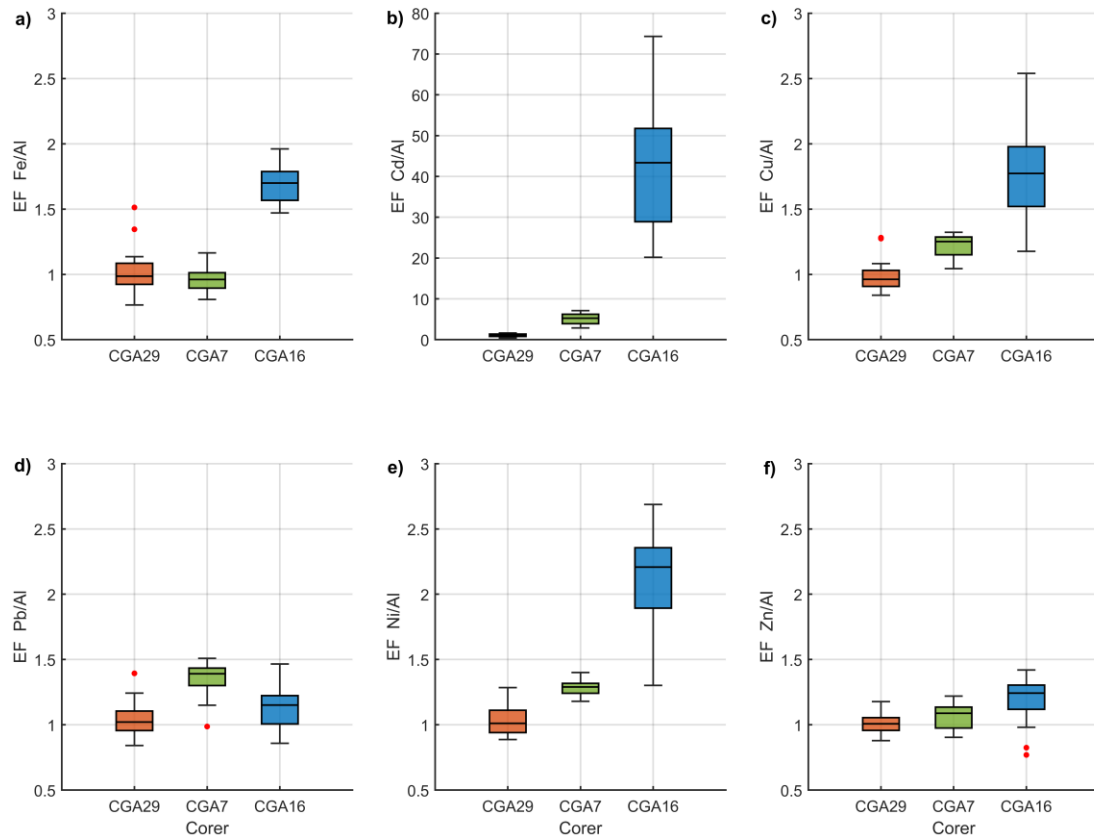 a)
EF Fe/Al
3
2.5
2
1.5
1
0.5
CGA29 CGA7 CGA16
b)
EF Cd/Al
80
70
60
50
40
30
20
10
0
CGA29 CGA7 CGA16
c)
EF Cu/Al
3
2.5
2
1.5
1
0.5
CGA29 CGA7 CGA16
d)
EF Pb/Al
3
2.5
2
1.5
1
0.5
CGA29 CGA7 CGA16
Corer
e)
EF Ni/Al
3
2.5
2
1.5
1
0.5
CGA29 CGA7 CGA16
Corer
f)
EF Zn/Al
3
2.5
2
1.5
1
0.5
CGA29 CGA7 CGA16
Corer